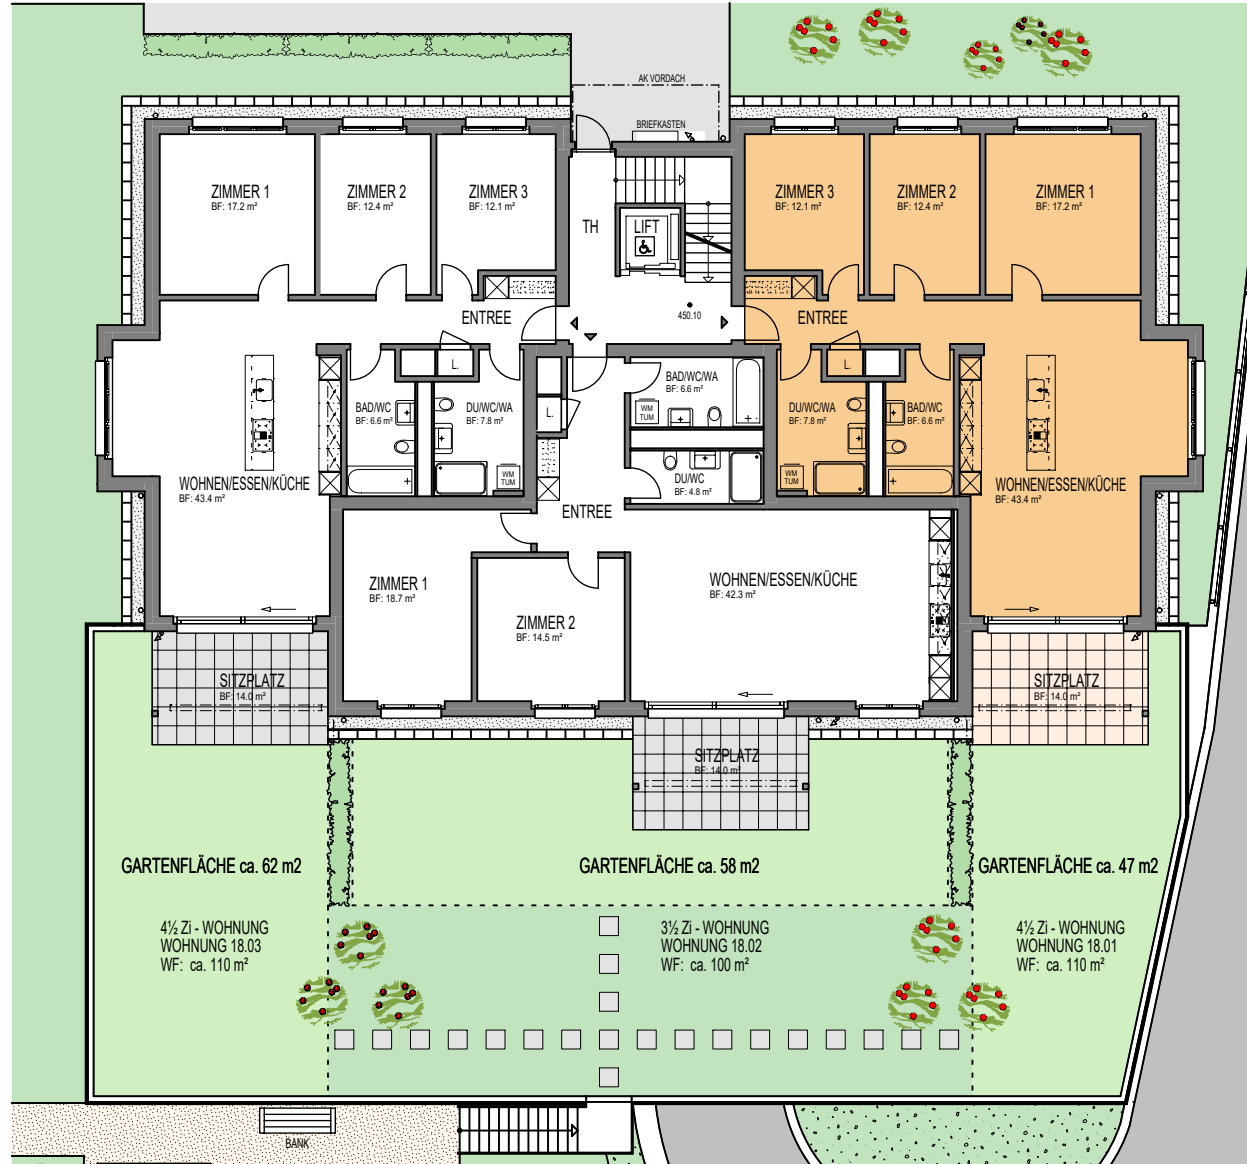 AK VORDACH
BRIEFKASTEN
ZIMMER 1
BF: 17.2 m²
ZIMMER 2
BF: 12.4 m²
ZIMMER 3
BF: 12.1 m²
TH
LIFT
ZIMMER 3
BF: 12.1 m²
ZIMMER 2
BF: 12.4 m²
ZIMMER 1
BF: 17.2 m²
ENTREE
450.10
ENTREE
L.
L.
L.
BAD/WC
BF: 6.6 m²
DU/WC/WA
BF: 7.8 m²
WM
TUM
BAD/WC/WA
BF: 6.6 m²
WM
TUM
DU/WC
BF: 4.8 m²
DU/WC/WA
BF: 7.8 m²
WM
TUM
BAD/WC
BF: 6.6 m²
WOHNEN/ESSEN/KÜCHE
BF: 43.4 m²
WOHNEN/ESSEN/KÜCHE
BF: 43.4 m²
ENTREE
ZIMMER 1
BF: 18.7 m²
ZIMMER 2
BF: 14.5 m²
WOHNEN/ESSEN/KÜCHE
BF: 42.3 m²
SITZPLATZ
BF: 14.0 m²
SITZPLATZ
BF: 14.0 m²
SITZPLATZ
BF: 14.0 m²
GARTENFLÄCHE ca. 62 m2
GARTENFLÄCHE ca. 58 m2
GARTENFLÄCHE ca. 47 m2
4½ Zi - WOHNUNG
WOHNUNG 18.03
WF: ca. 110 m²
3½ Zi - WOHNUNG
WOHNUNG 18.02
WF: ca. 100 m²
4½ Zi - WOHNUNG
WOHNUNG 18.01
WF: ca. 110 m²
BANK